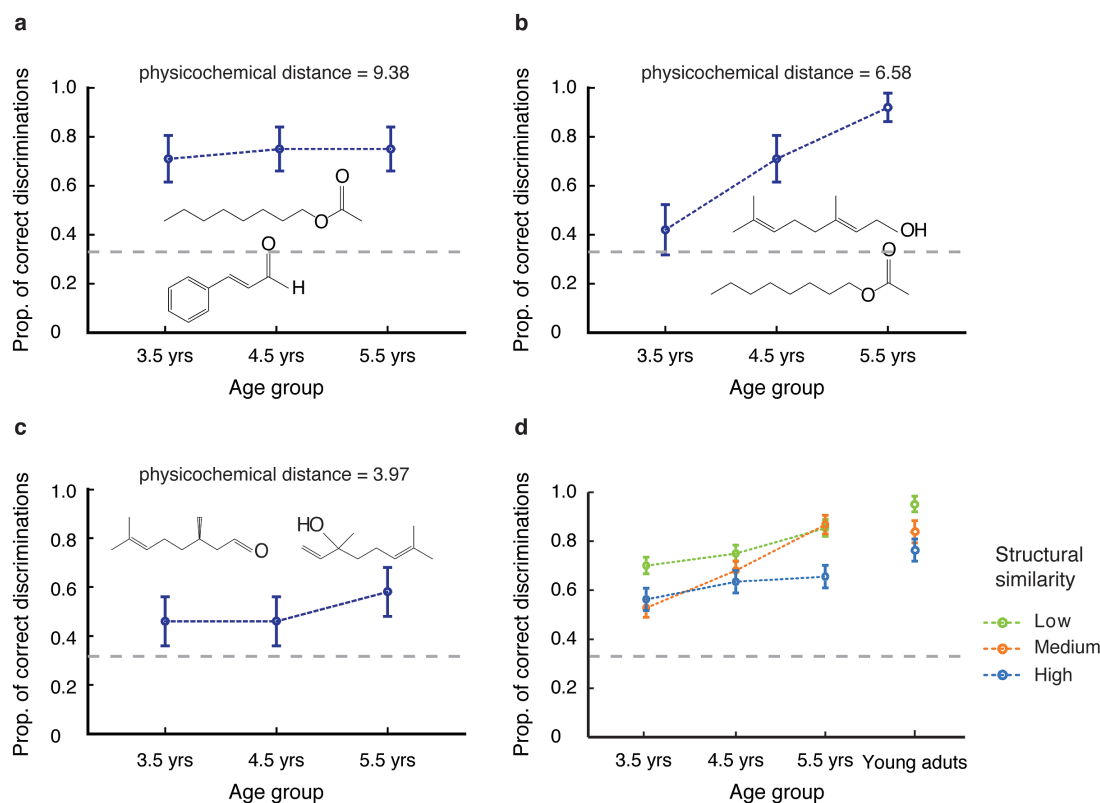 a
physicochemical distance = 9.38
Prop. of correct discriminations
1.0
0.8
0.6
0.4
0.2
0
O
O
O
H
3.5 yrs 4.5 yrs 5.5 yrs
Age group
b
physicochemical distance = 6.58
Prop. of correct discriminations
1.0
0.8
0.6
0.4
0.2
0
OH
O
O
3.5 yrs 4.5 yrs 5.5 yrs
Age group
c
physicochemical distance = 3.97
Prop. of correct discriminations
1.0
0.8
0.6
0.4
0.2
0
O
HO
3.5 yrs 4.5 yrs 5.5 yrs
Age group
d
Prop. of correct discriminations
1.0
0.8
0.6
0.4
0.2
0
3.5 yrs 4.5 yrs 5.5 yrs Young aduts
Age group
Structural
similarity
Low
Medium
High